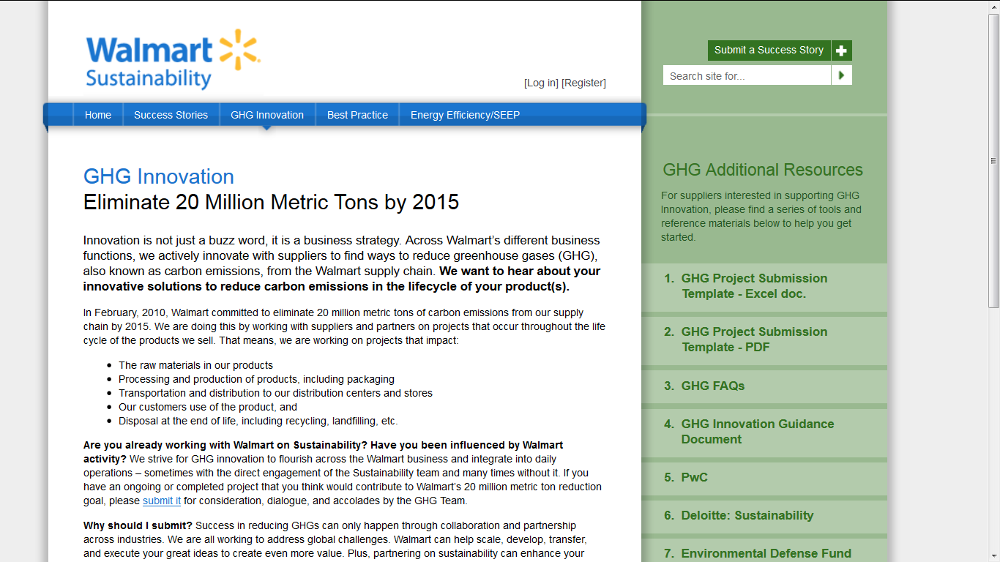 Walmart
Sustainability
[Log in] [Register]
Submit a Success Story
Search site for...
Home
Success Stories
GHG Innovation
Best Practice
Energy Efficiency/SEEP
GHG Innovation
Eliminate 20 Million Metric Tons by 2015
Innovation is not just a buzz word, it is a business strategy. Across Walmart's different business
functions, we actively innovate with suppliers to find ways to reduce greenhouse gases (GHG),
also known as carbon emissions, from the Walmart supply chain. We want to hear about your
innovative solutions to reduce carbon emissions in the lifecycle of your product(s).
In February, 2010, Walmart committed to eliminate 20 million metric tons of carbon emissions from our supply
chain by 2015. We are doing this by working with suppliers and partners on projects that occur throughout the life
cycle of the products we sell. That means, we are working on projects that impact:
• The raw materials in our products
• Processing and production of products, including packaging
• Transportation and distribution to our distribution centers and stores
• Our customers use of the product, and
• Disposal at the end of life, including recycling, landfilling, etc.
Are you already working with Walmart on Sustainability? Have you been influenced by Walmart
activity? We strive for GHG innovation to flourish across the Walmart business and integrate into daily
operations – sometimes with the direct engagement of the Sustainability team and many times without it. If you
have an ongoing or completed project that you think would contribute to Walmart's 20 million metric ton reduction
goal, please submit it for consideration, dialogue, and accolades by the GHG Team.
Why should I submit? Success in reducing GHGs can only happen through collaboration and partnership
across industries. We are all working to address global challenges. Walmart can help scale, develop, transfer,
and execute your great ideas to create even more value. Plus, partnering on sustainability can enhance your
GHG Additional Resources
For suppliers interested in supporting GHG
Innovation, please find a series of tools and
reference materials below to help you get
started.
1. GHG Project Submission
Template - Excel doc.
2. GHG Project Submission
Template - PDF
3. GHG FAQs
4. GHG Innovation Guidance
Document
5. PwC
6. Deloitte: Sustainability
7. Environmental Defense Fund